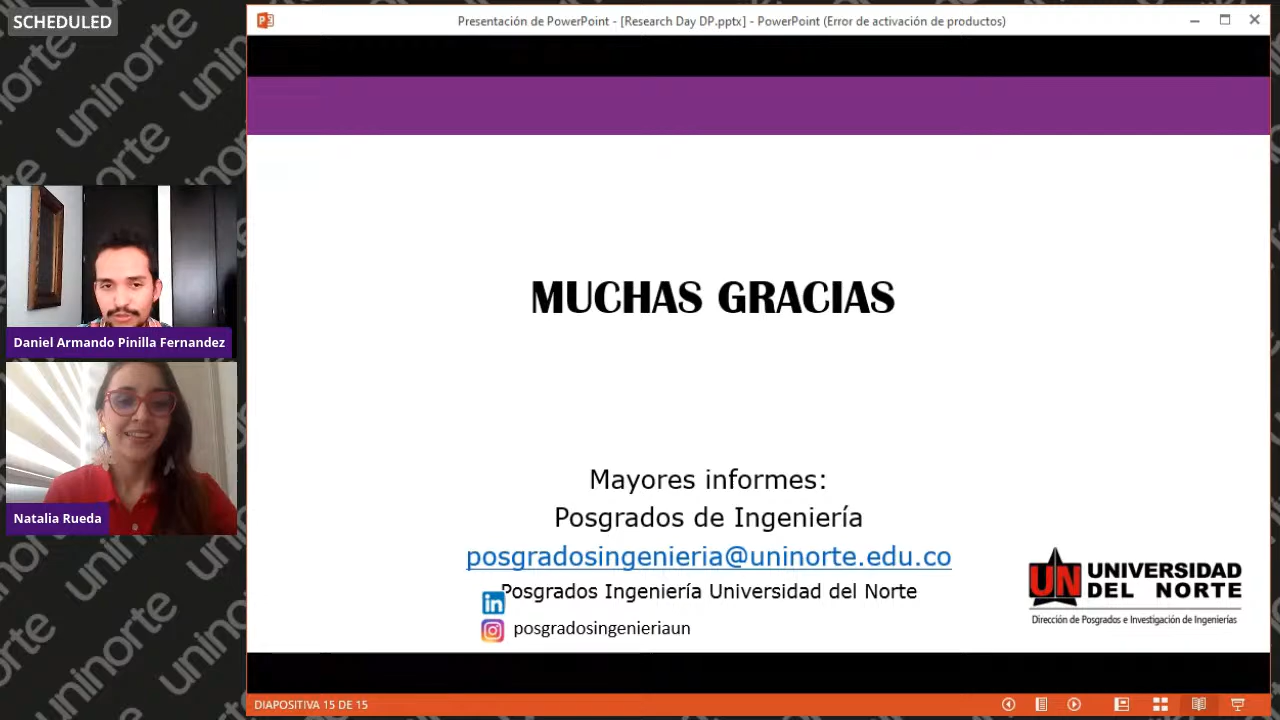 SCHEDULED
Presentación de PowerPoint - [Research Day DP.pptx] - PowerPoint (Error de activación de productos)
uninorte
Daniel Armando Pinilla Fernandez
Natalia Rueda
MUCHAS GRACIAS
Mayores informes:
Posgrados de Ingeniería
posgradosingenieria@uninorte.edu.co
Posgrados Ingeniería Universidad del Norte
posgradosingenieriaun
UN UNIVERSIDAD
DEL NORTE
Dirección de Posgrados e Investigación de Ingenierías
DIAPOSITIVA 15 DE 15